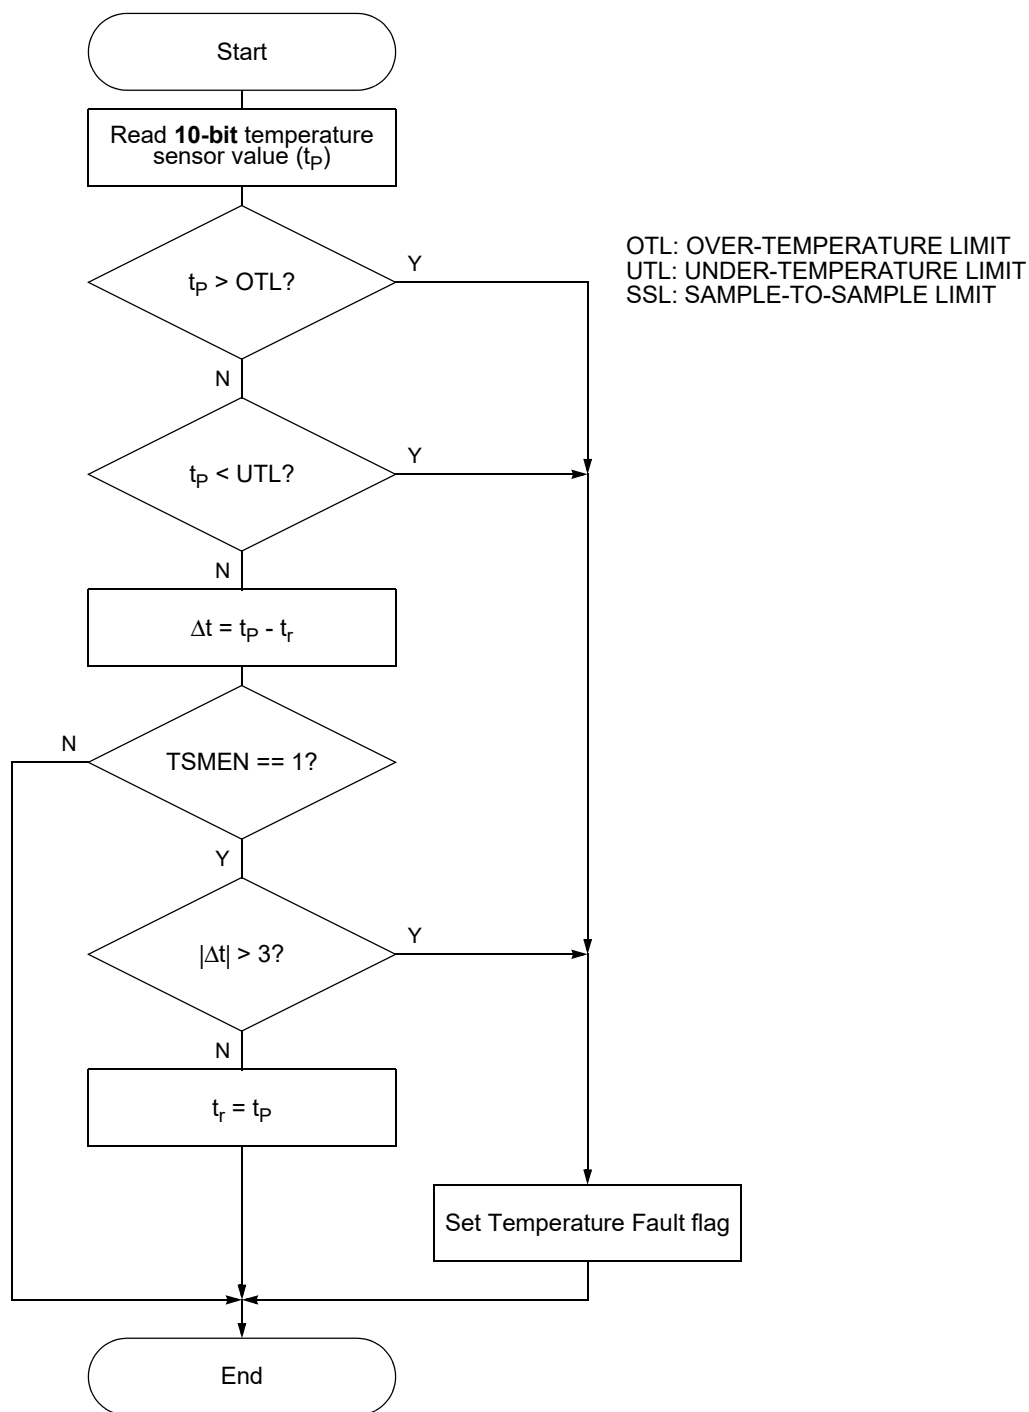 Start
Read 10-bit temperature
sensor value (tP)
tP > OTL?
Y
OTL: OVER-TEMPERATURE LIMIT
UTL: UNDER-TEMPERATURE LIMIT
SSL: SAMPLE-TO-SAMPLE LIMIT
N
tP < UTL?
Y
N
Δt = tP - tr
N
TSMEN == 1?
Y
|Δt| > 3?
Y
N
tr = tP
Set Temperature Fault flag
End